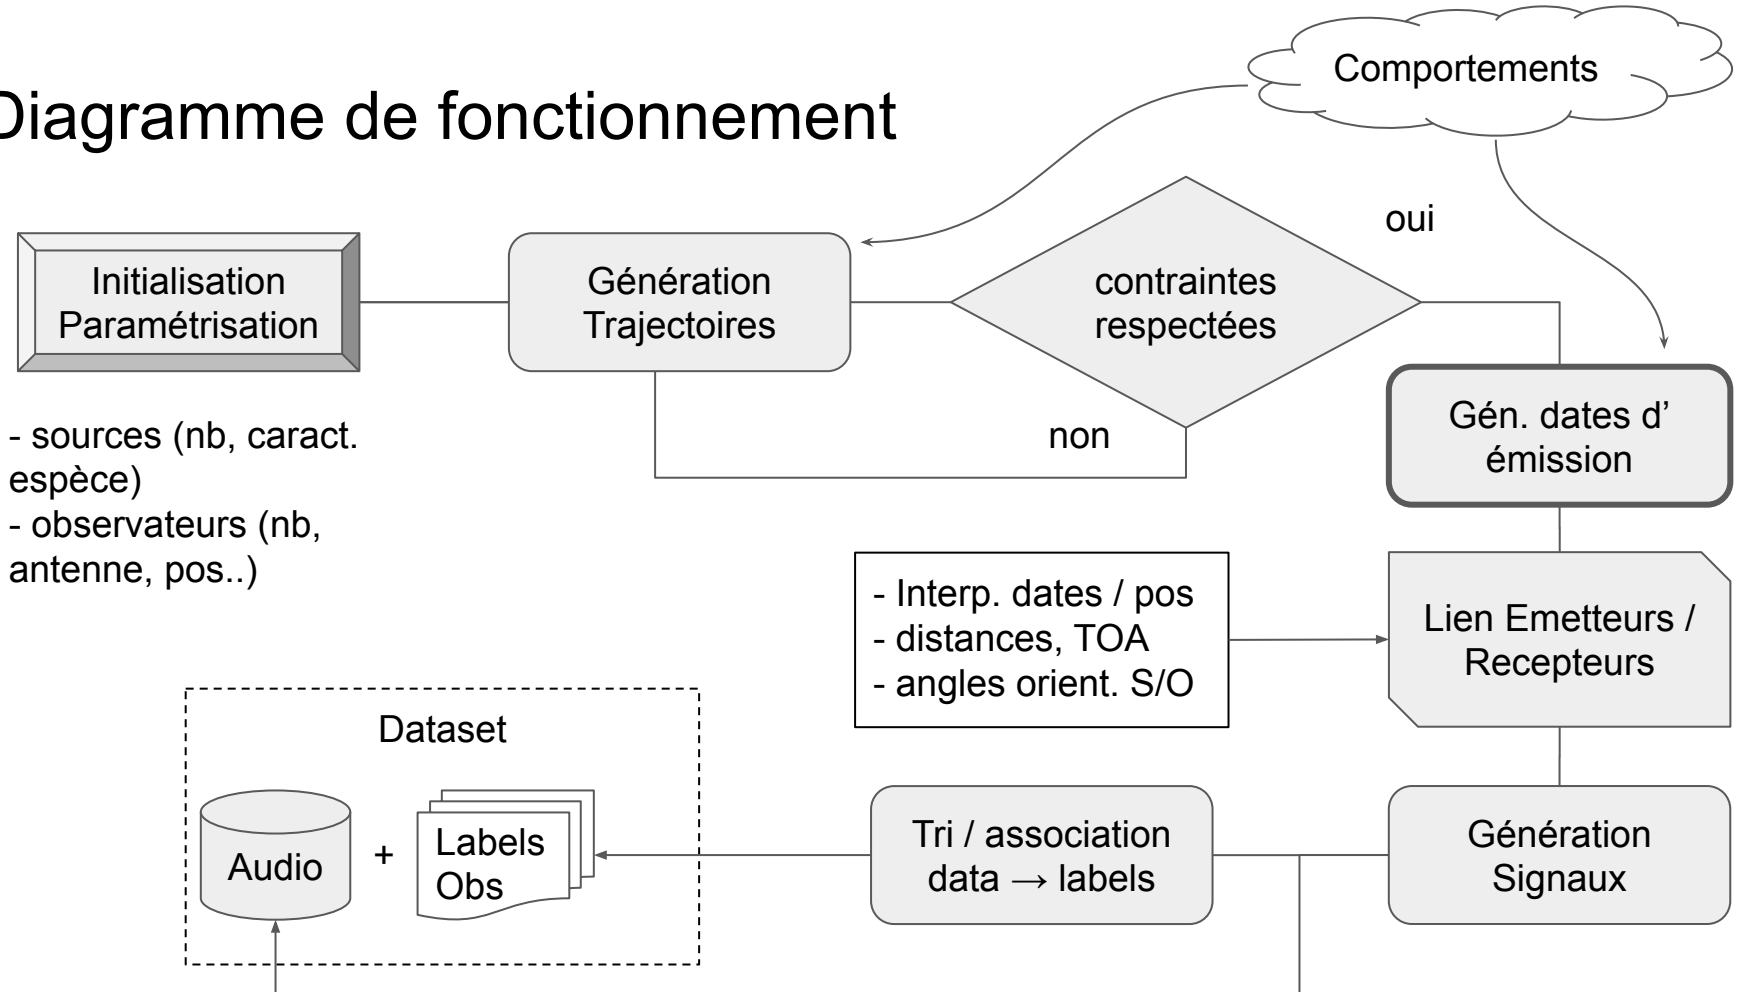 Diagramme de fonctionnement
Comportements
oui
Initialisation
Paramétrisation
Génération
Trajectoires
contraintes
respectées
non
Gén. dates d’
émission
- sources (nb, caract.
espèce)
- observateurs (nb,
antenne, pos..)
- Interp. dates / pos
- distances, TOA
- angles orient. S/O
Lien Emetteurs /
Recepteurs
Dataset
Audio
+
Labels
Obs
Tri / association
data → labels
Génération
Signaux